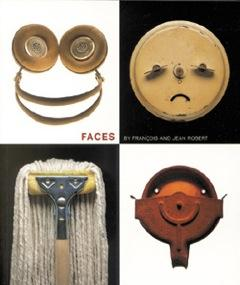 FACES
BY FRANÇOIS AND JEAN ROBERT